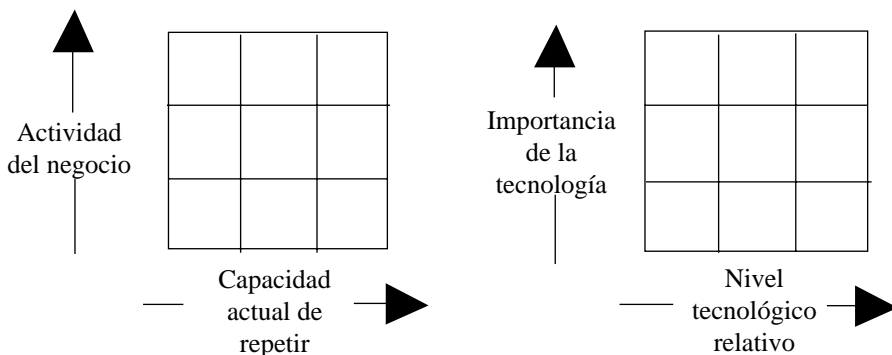 Actividad
del negocio
Capacidad
actual de
repetir
Importancia
de la
tecnología
Nivel
tecnológico
relativo